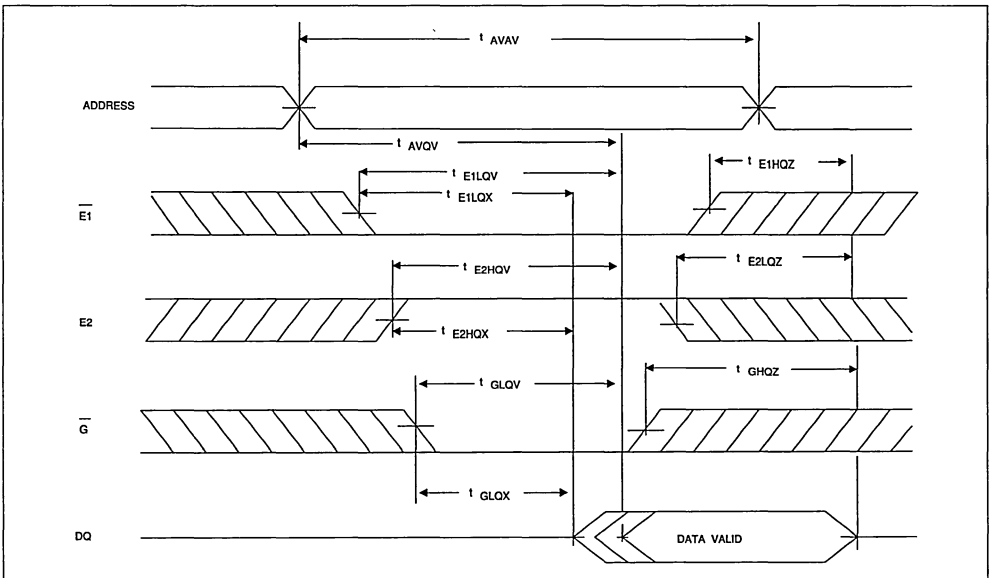 t AVAV
ADDRESS
t AVQV
t E1LQV
t E1HQZ
t E1LQX
E1
t E2HQV
t E2LQZ
E2
t E2HQX
t GLQV
t GHQZ
G
t GLQX
DQ
DATA VALID